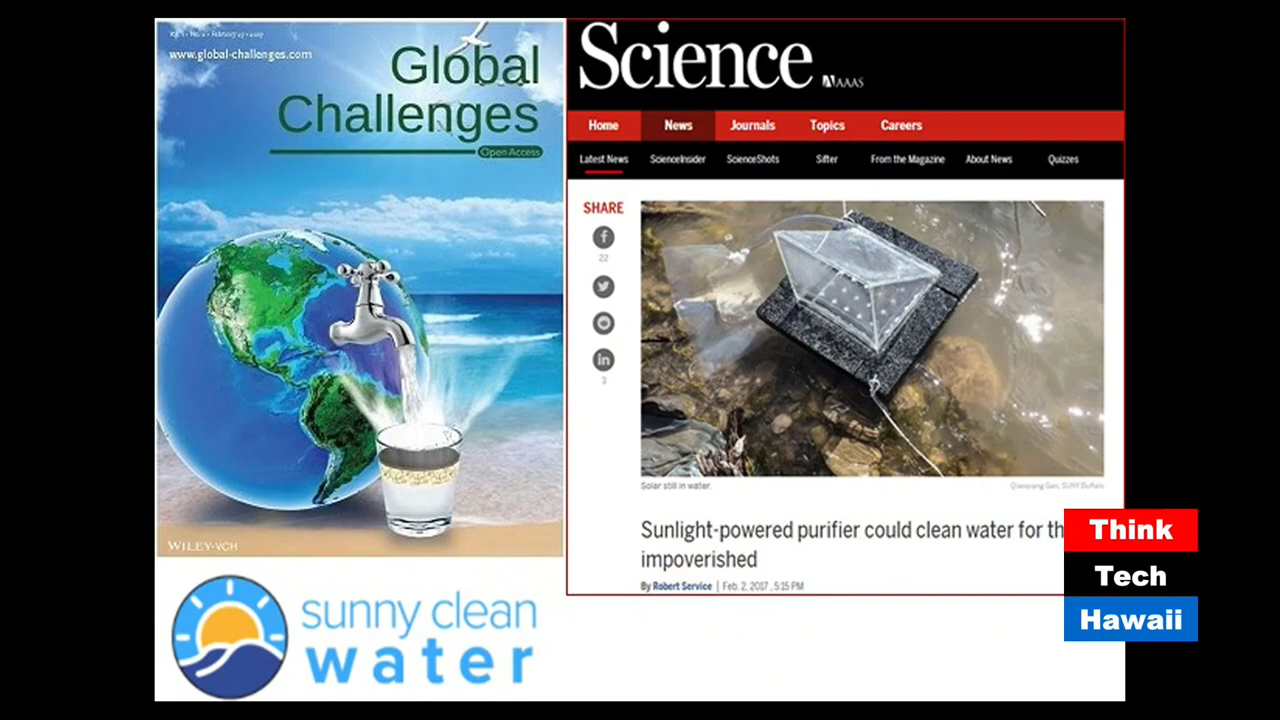 www.global-challenges.com
Global
Challenges
Open Access
WILEY-VCH
sunny clean
water
Science
AAAS
Home News Journals Topics Careers
Latest News ScienceInsider ScienceShots Sifter From the Magazine About News Quizzes
SHARE
f
22
in
3
Solar still in water.
Qiaoqiang Gan, SUNY Buffalo
Sunlight-powered purifier could clean water for th
impoverished
By Robert Service | Feb. 2, 2017, 5:15 PM
Think
Tech
Hawaii